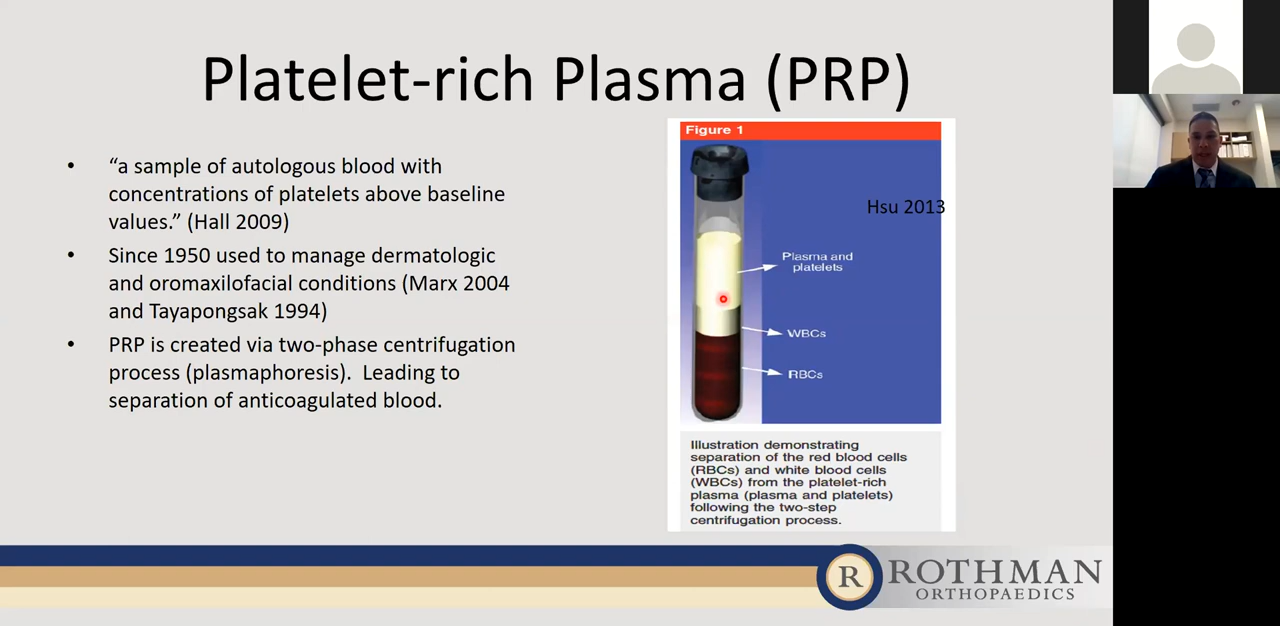 Platelet-rich Plasma (PRP)
• “a sample of autologous blood with
concentrations of platelets above baseline
values.” (Hall 2009)
• Since 1950 used to manage dermatologic
and oromaxilofacial conditions (Marx 2004
and Tayapongsak 1994)
• PRP is created via two-phase centrifugation
process (plasmaphoresis).  Leading to
separation of anticoagulated blood.
Figure 1
Hsu 2013
Plasma and
platelets
WBCs
RBCs
Illustration demonstrating
separation of the red blood cells
(RBCs) and white blood cells
(WBCs) from the platelet-rich
plasma (plasma and platelets)
following the two-step
centrifugation process.
R
ROTHMAN
ORTHOPAEDICS